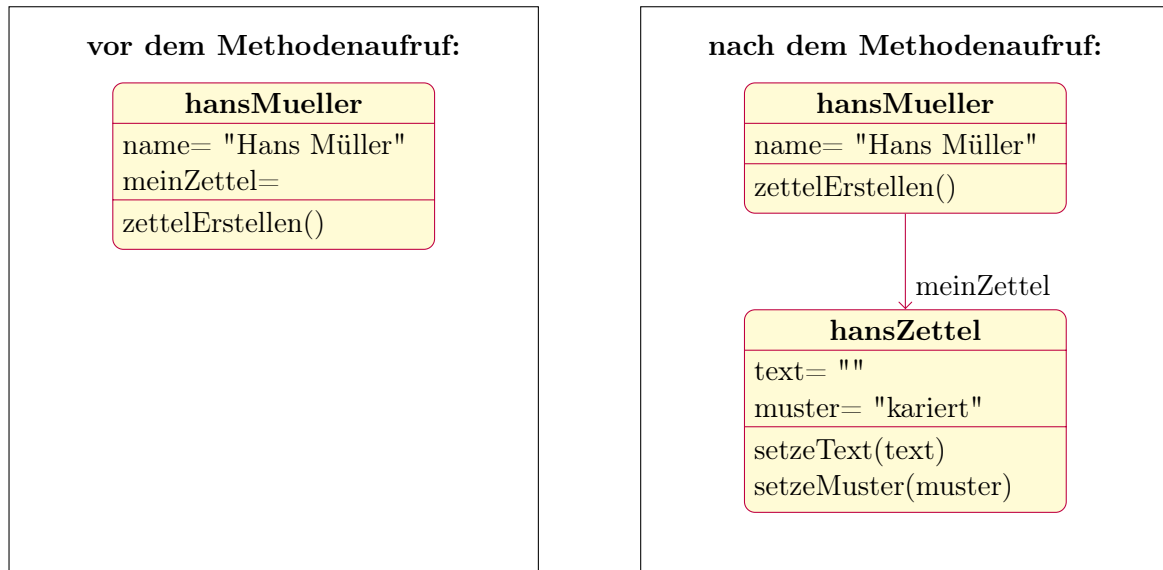 vor dem Methodenaufruf:
hansMueller
name= "Hans Müller"
meinZettel=
zettelErstellen()
nach dem Methodenaufruf:
hansMueller
name= "Hans Müller"
zettelErstellen()
meinZettel
hansZettel
text= ""
muster= "kariert"
setzeText(text)
setzeMuster(muster)